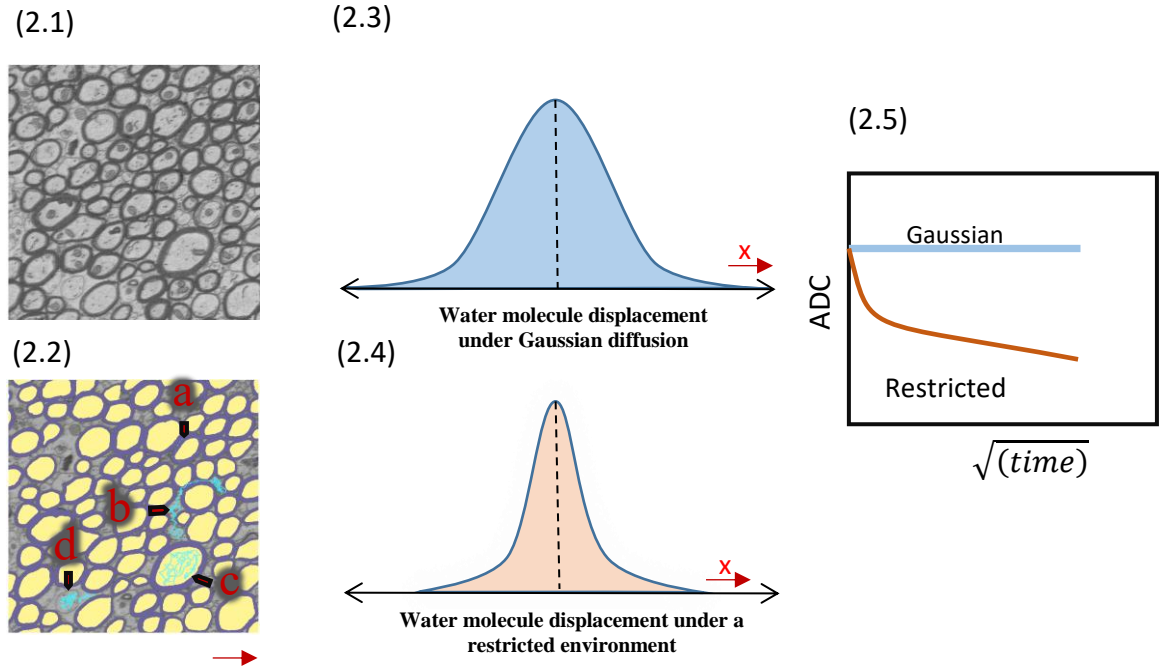 (2.1)
(2.2)
a
b
d
c
(2.3)
x
Water molecule displacement
under Gaussian diffusion
(2.4)
x
Water molecule displacement under a
restricted environment
(2.5)
Gaussian
ADC
Restricted
√(time)